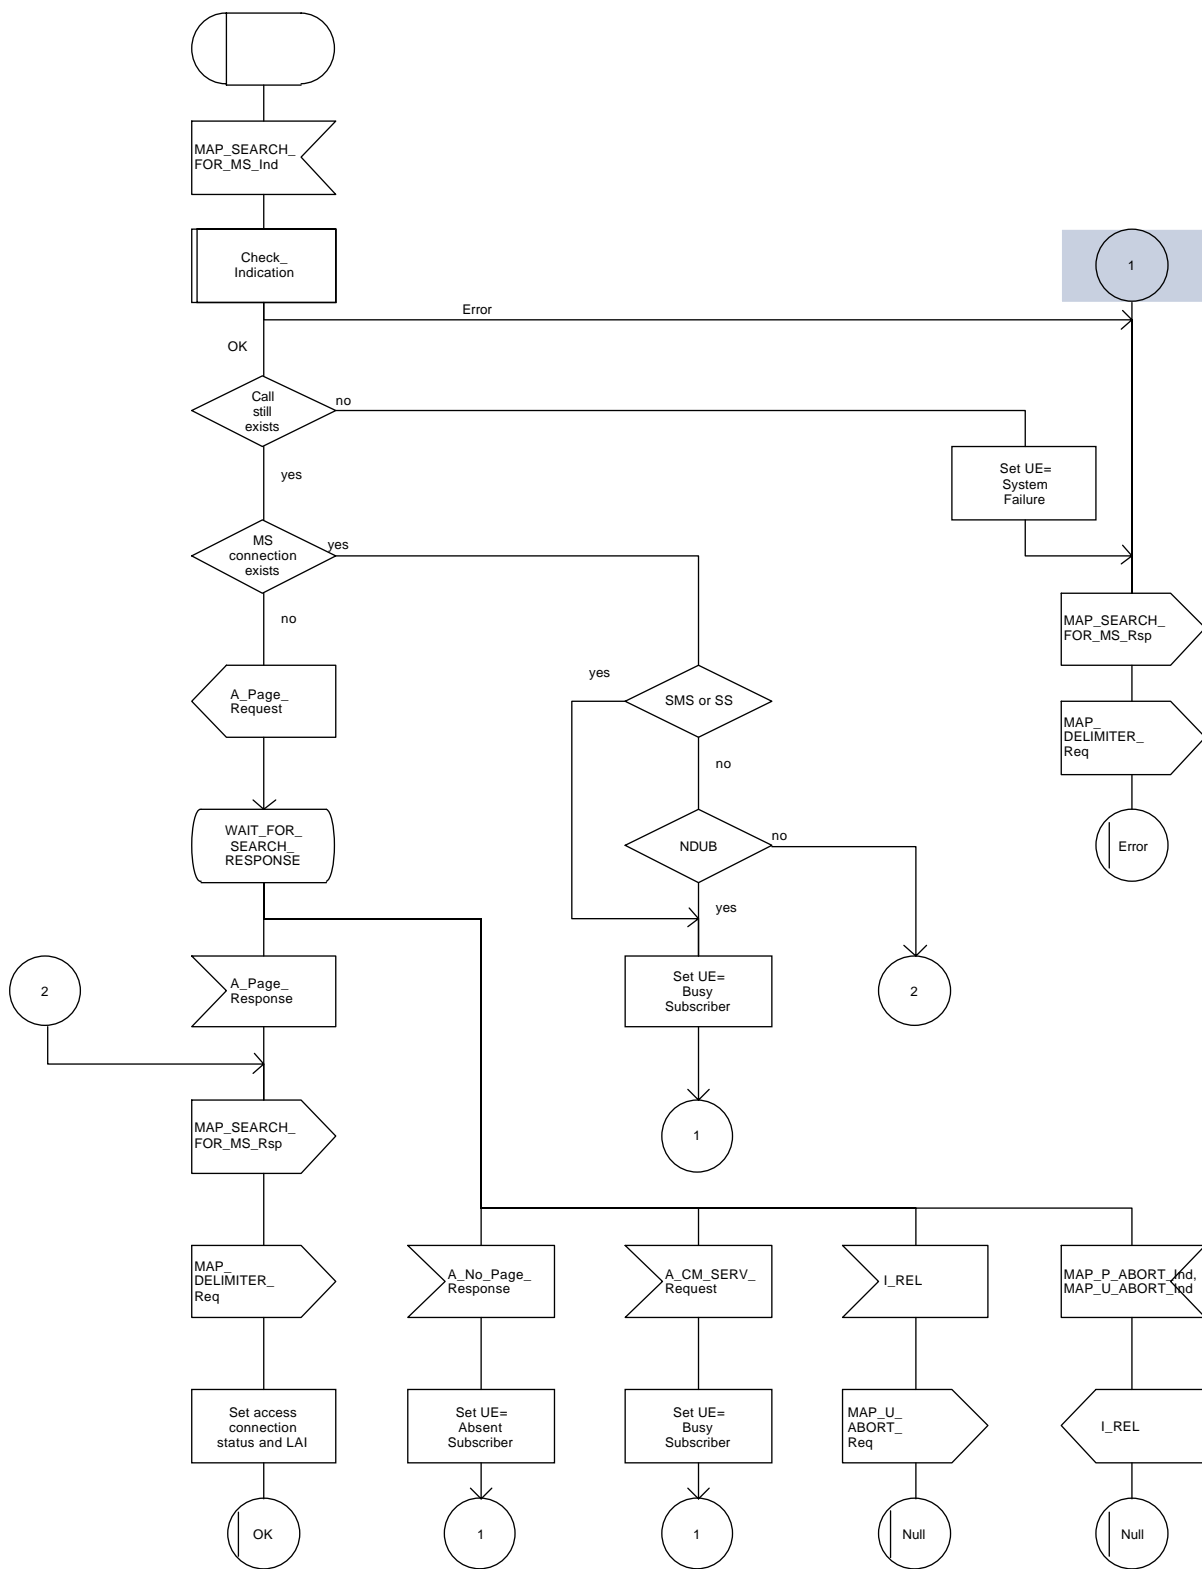 MAP_SEARCH_
FOR_MS_Ind
Check_
Indication
1
Error
OK
Call
still
exists
no
Set UE=
System
Failure
yes
MS
connection
exists
yes
no
MAP_SEARCH_
FOR_MS_Rsp
A_Page_
Request
yes
SMS or SS
MAP_
DELIMITER_
Req
no
WAIT_FOR_
SEARCH_
RESPONSE
NDUB
no
Error
yes
2
A_Page_
Response
Set UE=
Busy
Subscriber
2
MAP_SEARCH_
FOR_MS_Rsp
1
MAP_
DELIMITER_
Req
A_No_Page_
Response
A_CM_SERV_
Request
I_REL
MAP_P_ABORT_Ind,
MAP_U_ABORT_Ind
Set access
connection
status and LAI
Set UE=
Absent
Subscriber
Set UE=
Busy
Subscriber
MAP_U_
ABORT_
Req
I_REL
OK
1
1
Null
Null